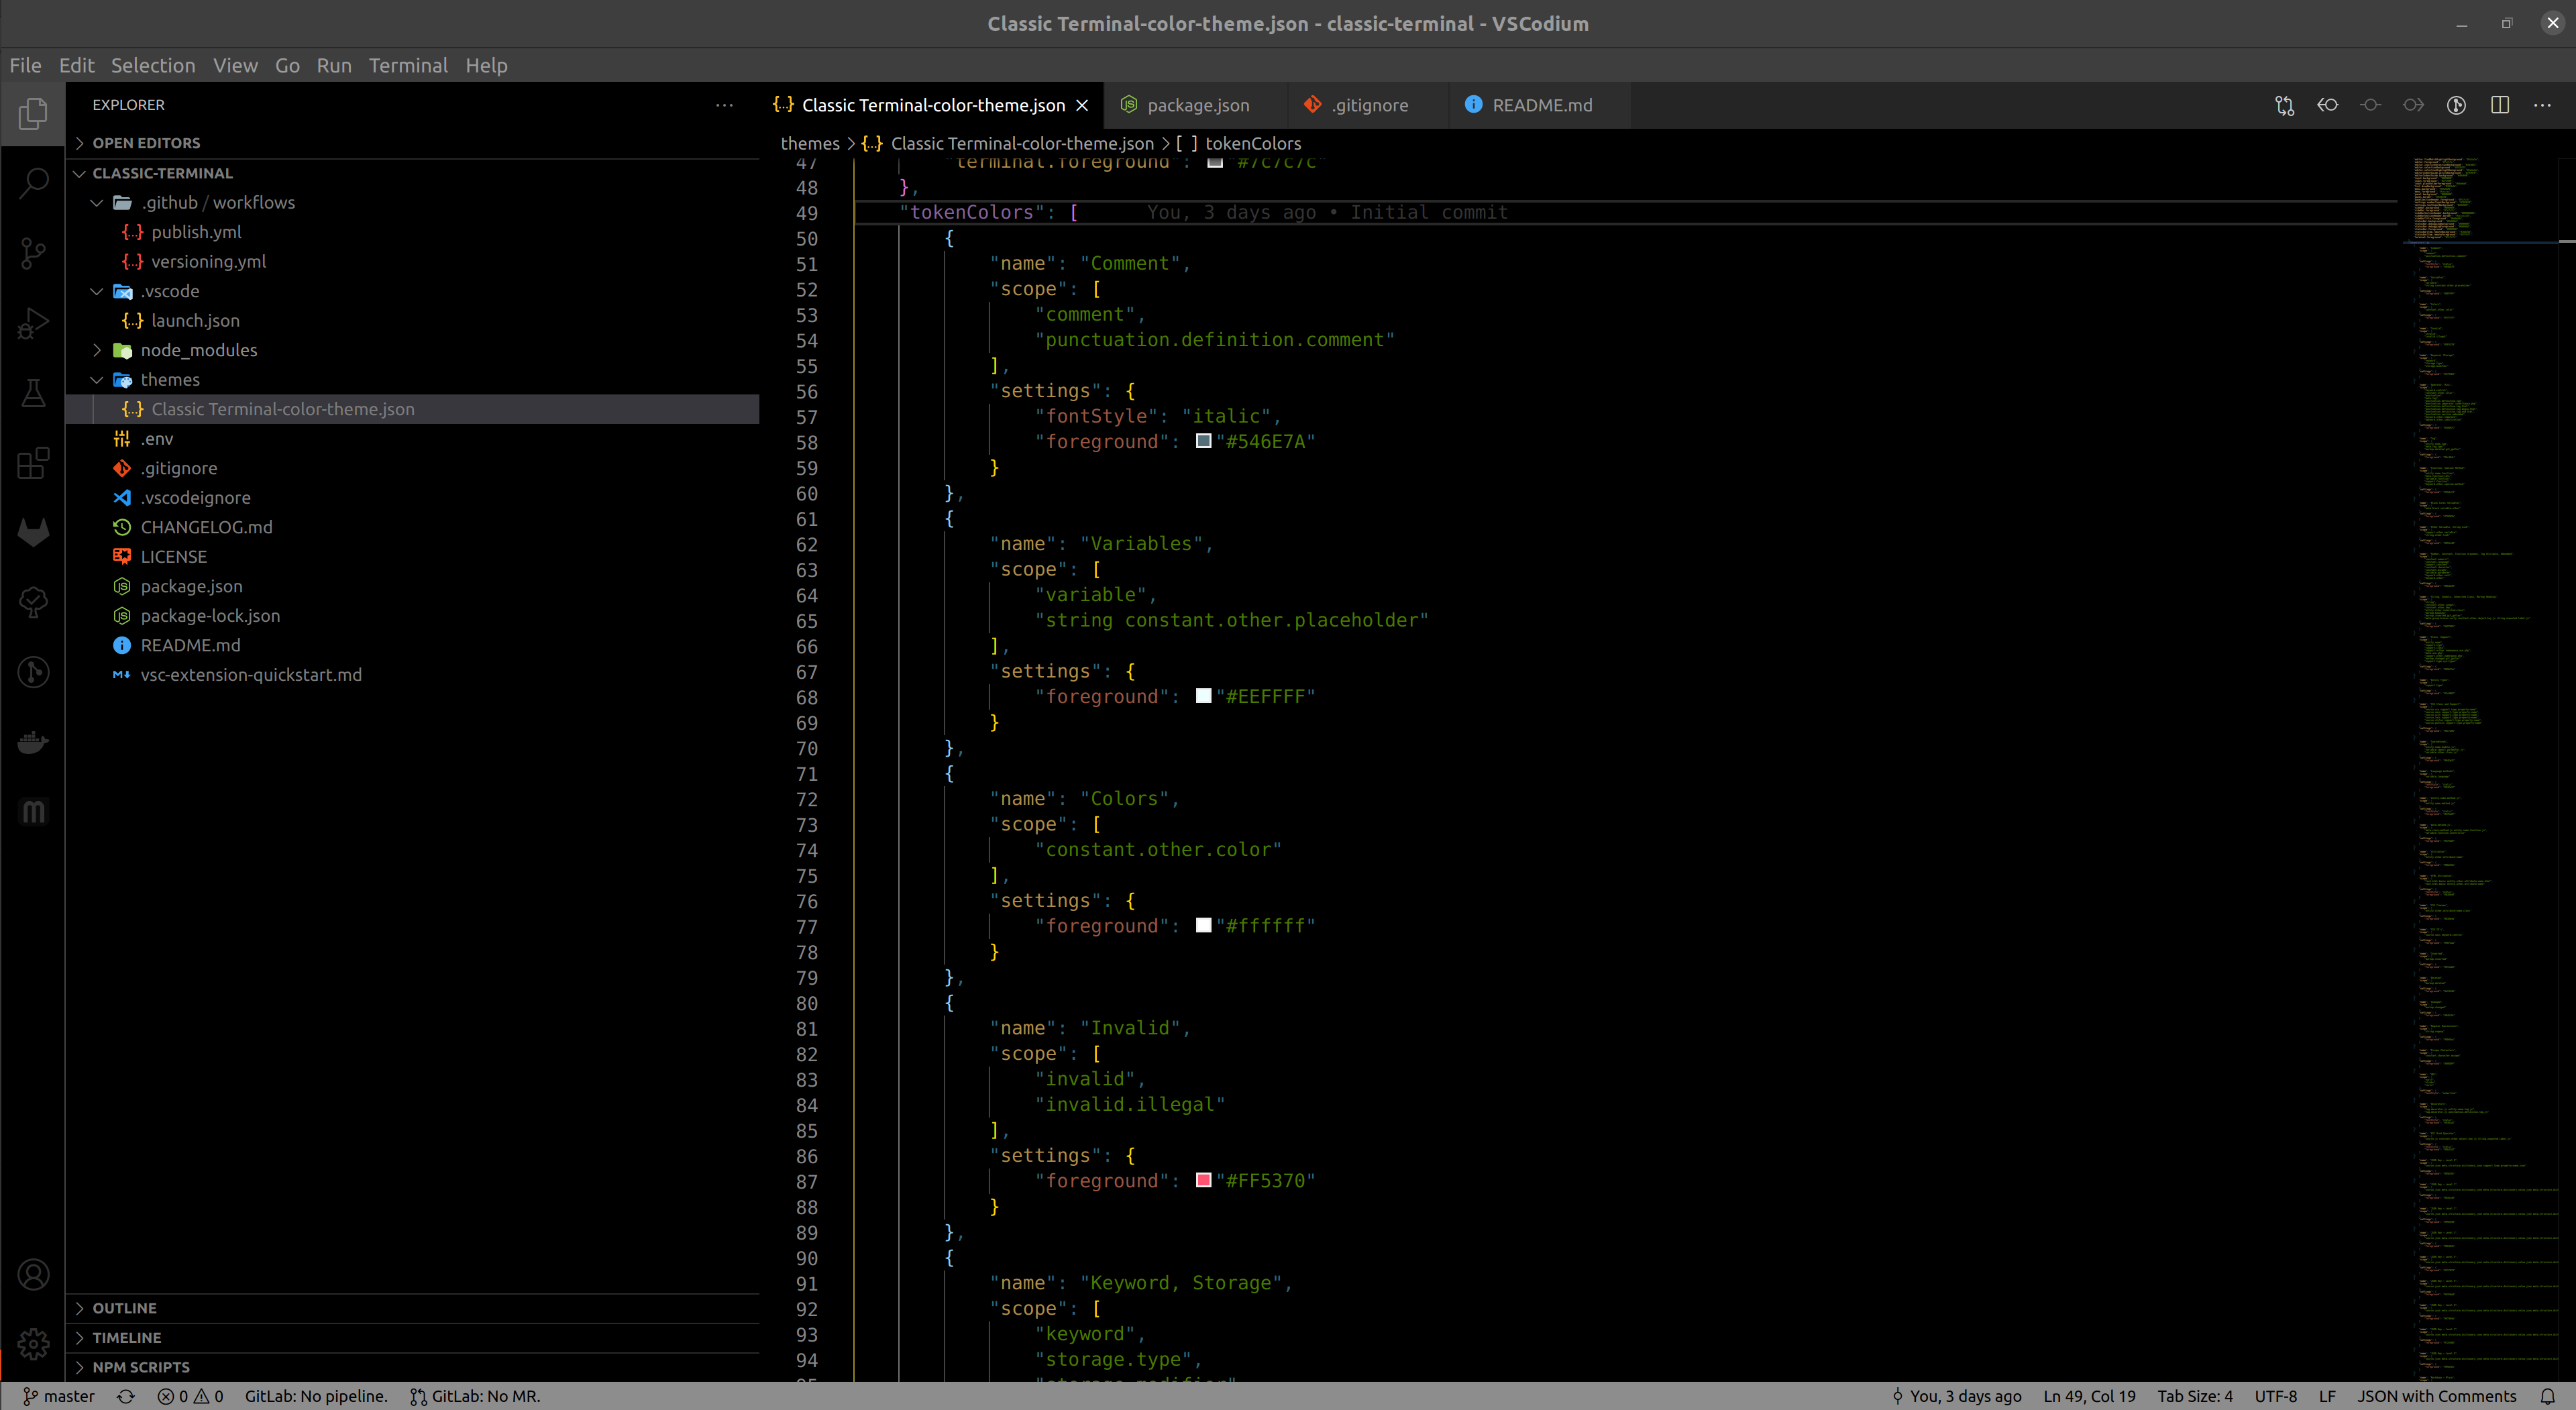 Classic Terminal-color-theme.json - classic-terminal - VSCodium
File Edit Selection View Go Run Terminal Help
EXPLORER
OPEN EDITORS
CLASSIC-TERMINAL
.github / workflows
publish.yml
versioning.yml
.vscode
launch.json
node_modules
themes
Classic Terminal-color-theme.json
.env
.gitignore
.vscodeignore
CHANGELOG.md
LICENSE
package.json
package-lock.json
README.md
vsc-extension-quickstart.md
OUTLINE
TIMELINE
NPM SCRIPTS
Classic Terminal-color-theme.json package.json .gitignore README.md
themes > {..} Classic Terminal-color-theme.json > [ ] tokenColors
47 "terminal.foreground": "#7c7c7c"
48 },
49 "tokenColors": [ You, 3 days ago • Initial commit
50 {
51 "name": "Comment",
52 "scope": [
53 "comment",
54 "punctuation.definition.comment"
55 ],
56 "settings": {
57 "fontStyle": "italic",
58 "foreground": "#546E7A"
59 }
60 },
61 {
62 "name": "Variables",
63 "scope": [
64 "variable",
65 "string constant.other.placeholder"
66 ],
67 "settings": {
68 "foreground": "#EEFFFF"
69 }
70 },
71 {
72 "name": "Colors",
73 "scope": [
74 "constant.other.color"
75 ],
76 "settings": {
77 "foreground": "#ffffff"
78 }
79 },
80 {
81 "name": "Invalid",
82 "scope": [
83 "invalid",
84 "invalid.illegal"
85 ],
86 "settings": {
87 "foreground": "#FF5370"
88 }
89 },
90 {
91 "name": "Keyword, Storage",
92 "scope": [
93 "keyword",
94 "storage.type",
95 "storage.modifier"
master 0 0 GitLab: No pipeline. GitLab: No MR. You, 3 days ago Ln 49, Col 19 Tab Size: 4 UTF-8 LF JSON with Comments